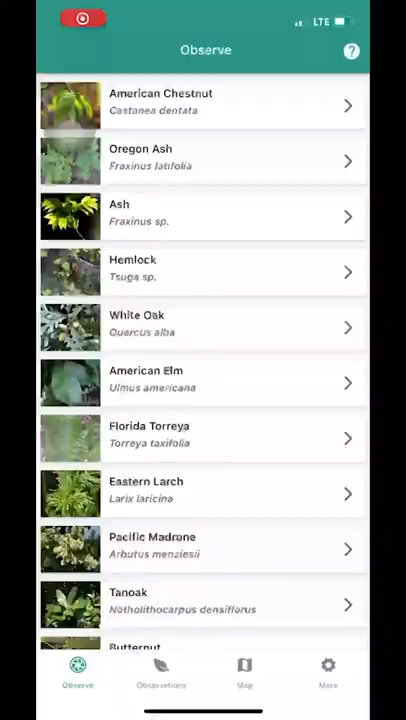 LTE
Observe
?
American Chestnut
Castanea dentata
Oregon Ash
Fraxinus latifolia
Ash
Fraxinus sp.
Hemlock
Tsuga sp.
White Oak
Quercus alba
American Elm
Ulmus americana
Florida Torreya
Torreya taxifolia
Eastern Larch
Larix laricina
Pacific Madrone
Arbutus menziesii
Tanoak
Notholithocarpus densiflorus
Butternut
Observe
Observations
Map
More